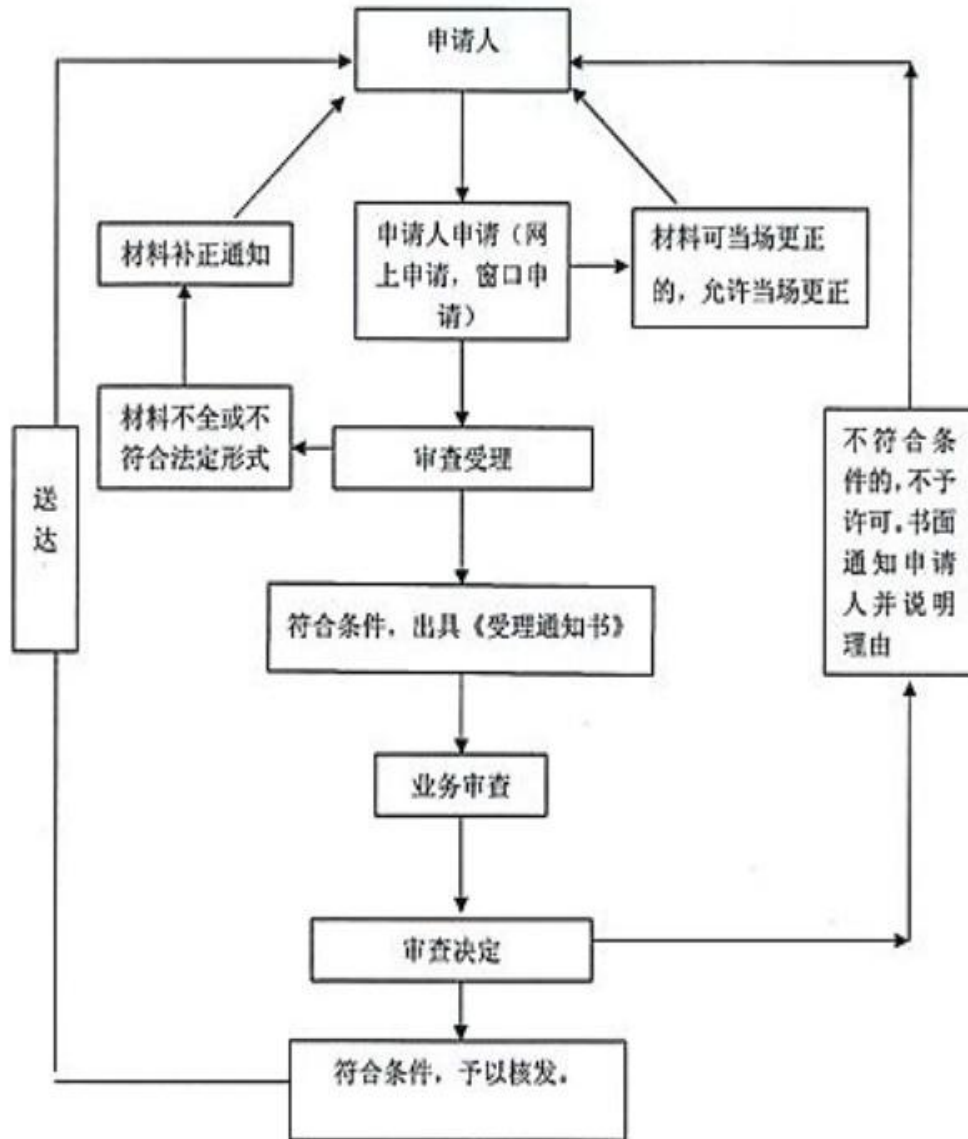 申请人
申请人申请（网
上申请，窗口申
请）
材料可当场更正
的，允许当场更正
材料补正通知
材料不全或不
符合法定形式
审查受理
送
达
不符合条
件的，不予
许可。书面
通知申请
人并说明
理由
符合条件，出具《受理通知书》
业务审查
审查决定
符合条件，予以核发。